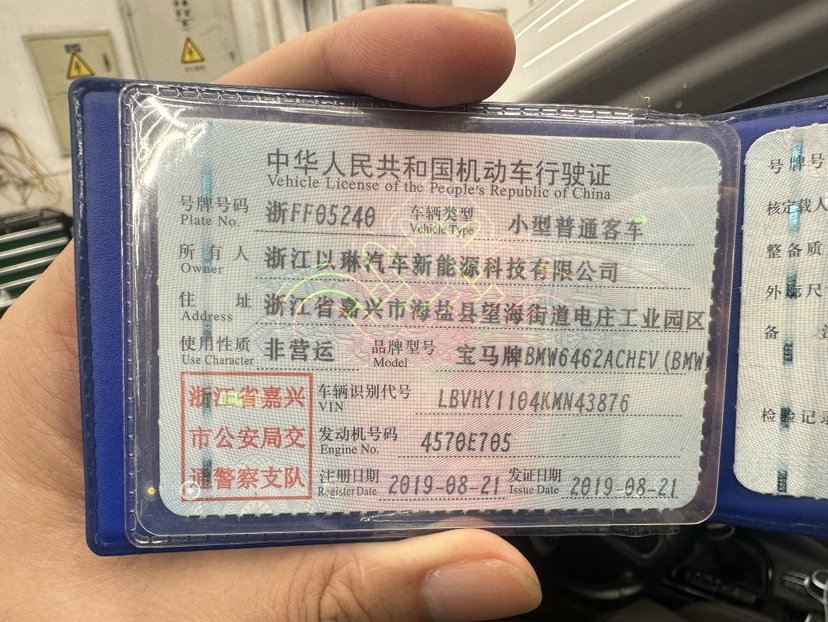 中华人民共和国机动车行驶证
Vehicle License of the People's Republic of China
号牌号码 浙FF05240 车辆类型 小型普通客车
Plate No. Vehicle Type
所有人 浙江以琳汽车新能源科技有限公司
Owner
住址 浙江省嘉兴市海盐县望海街道电庄工业园区
Address
使用性质 非营运 品牌型号 宝马牌BMW6462ACHEV(BMW
Use Character Model
浙江省嘉兴
市公安局交
通警察支队
车辆识别代号 LBVHY1104KMN43876
VIN
发动机号码 4570E705
Engine No.
注册日期 2019-08-21 发证日期 2019-08-21
Register Date Issue Date
号牌号
核定载人
整备质
外廓尺
备
检验记录